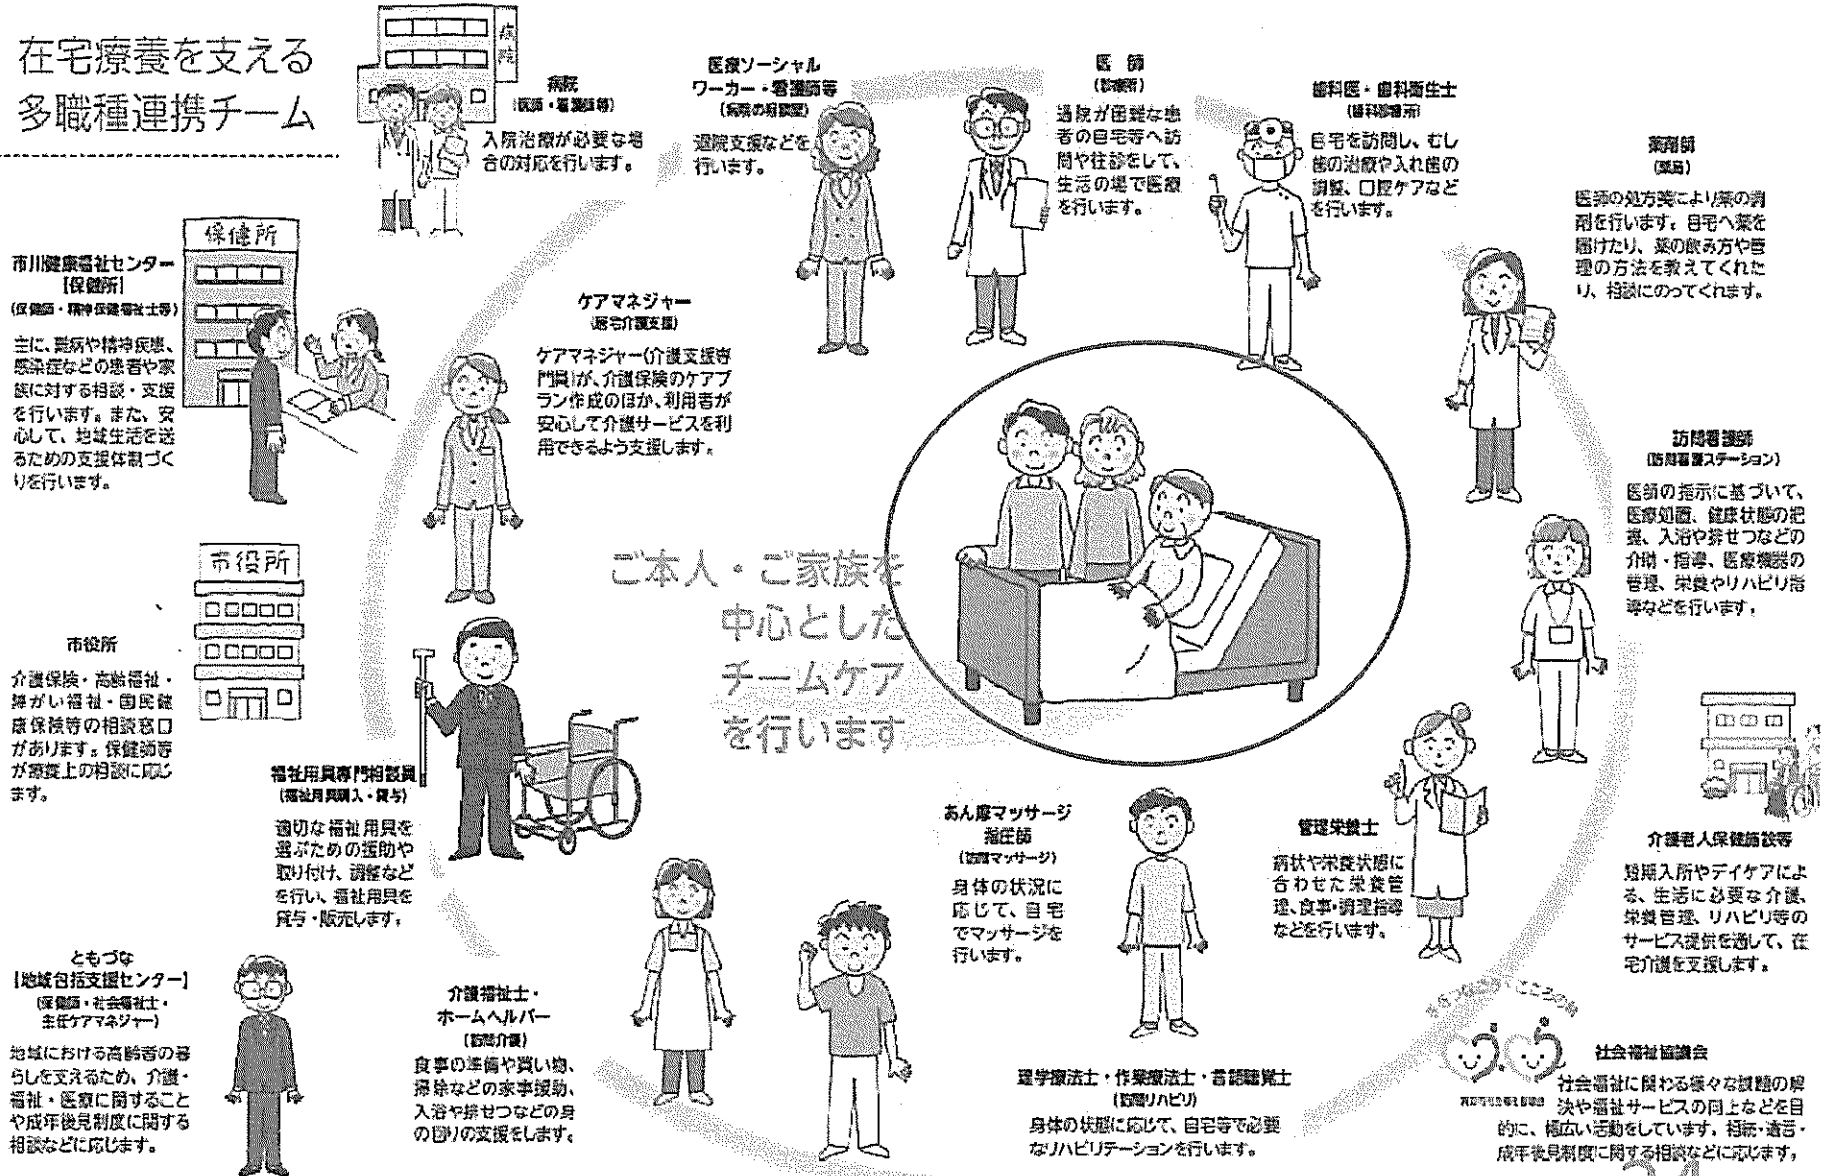 在宅療養を支える
多職種連携チーム
病院
病院
(医師・看護師等)
入院治療が必要な場
合の対応を行います。
医療ソーシャル
ワーカー・看護師等
(病院の相談室)
退院支援などを
行います。
医師
(診療所)
通院が困難な患
者の自宅等へ訪
問や往診をして、
生活の場で医療
を行います。
歯科医・歯科衛生士
(歯科診療所)
自宅を訪問し、むし
歯の治療や入れ歯の
調整、口腔ケアなど
を行います。
薬剤師
(薬局)
医師の処方箋により薬の調
剤を行います。自宅へ薬を
届けたり、薬の飲み方や管
理の方法を教えてくれた
り、相談にのってくれます。
保健所
市川健康福祉センター
【保健所】
(保健師・精神保健福祉士等)
主に、難病や精神疾患、
感染症などの患者や家
族に対する相談・支援
を行います。また、安
心して、地域生活を送
るための支援体制づく
りを行います。
ケアマネジャー
(居宅介護支援)
ケアマネジャー(介護支援専
門員)が、介護保険のケアプ
ラン作成のほか、利用者が
安心して介護サービスを利
用できるよう支援します。
訪問看護師
(訪問看護ステーション)
医師の指示に基づいて、
医療処置、健康状態の把
握、入浴や排せつなどの
介助・指導、医療機器の
管理、栄養やリハビリ指
導などを行います。
ご本人・ご家族を
中心とした
チームケア
を行います
市役所
市役所
介護保険・高齢福祉・
障がい福祉・国民健
康保険等の相談窓口
があります。保健師等
が療養上の相談に応じ
ます。
福祉用具専門相談員
(福祉用具購入・貸与)
適切な福祉用具を
選ぶための援助や
取り付け、調整など
を行い、福祉用具を
貸与・販売します。
あん摩マッサージ
指圧師
(訪問マッサージ)
身体の状況に
応じて、自宅
でマッサージを
行います。
管理栄養士
病状や栄養状態に
合わせた栄養管
理、食事・調理指導
などを行います。
介護老人保健施設等
短期入所やデイケアによ
る、生活に必要な介護、
栄養管理、リハビリ等の
サービス提供を通して、在
宅介護を支援します。
ともづな
【地域包括支援センター】
(保健師・社会福祉士・
主任ケアマネジャー)
地域における高齢者の暮
らしを支えるため、介護・
福祉・医療に関すること
や成年後見制度に関する
相談などに応じます。
介護福祉士・
ホームヘルパー
(訪問介護)
食事の準備や買い物、
掃除などの家事援助、
入浴や排せつなどの身
の回りの支援をします。
理学療法士・作業療法士・言語聴覚士
(訪問リハビリ)
身体の状態に応じて、自宅等で必要
なリハビリテーションを行います。
社会福祉協議会
社会福祉に関わる様々な課題の解
決や福祉サービスの向上などを目
的に、幅広い活動をしています。相続・遺言・
成年後見制度に関する相談などに応じます。